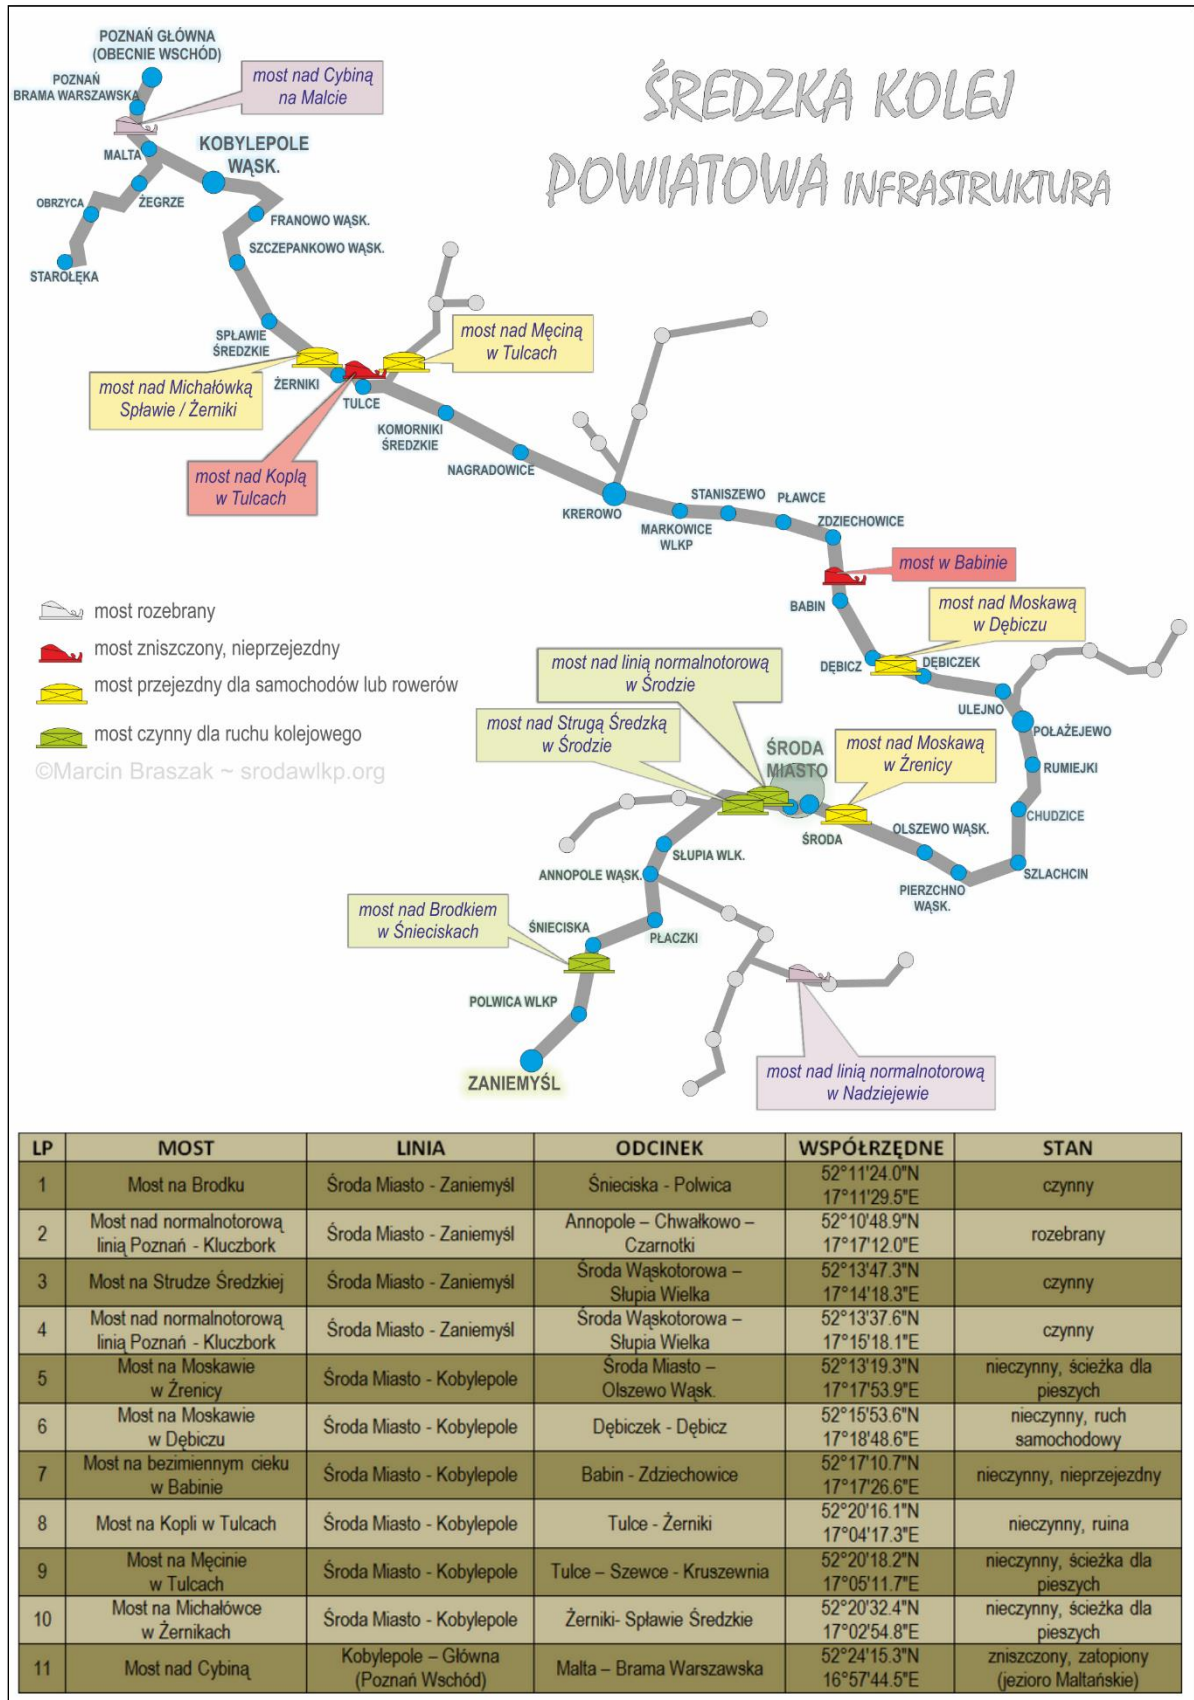 ŚREDZKA KOLEJ
POWIATOWA INFRASTRUKTURA
POZNAŃ GŁÓWNA
(OBECNIE WSCHÓD)
POZNAŃ
BRAMA WARSZAWSKA
most nad Cybiną
na Malcie
MALTA
KOBYLEPOLE
WĄSK.
ŻEGRZE
OBRZYCA
STAROŁĘKA
FRANOWO WĄSK.
SZCZEPANKOWO WĄSK.
SPŁAWIE
ŚREDZKIE
most nad Męciną
w Tulcach
most nad Michałówką
Spławie / Żerniki
ŻERNIKI
TULCE
KOMORNIKI
ŚREDZKIE
most nad Koplą
w Tulcach
NAGRADOWICE
KREROWO
MARKOWICE
WLKP
STANISZEWO
PŁAWCE
ZDZIECHOWICE
most w Babinie
BABIN
most nad Moskawą
w Dębiczu
DĘBICZ
DĘBICZEK
ULEJNO
POŁAŻEJEWO
RUMIEJKI
CHUDZICE
SZLACHCIN
PIERZCHNO
WĄSK.
OLSZEWO WĄSK.
most nad Moskawą
w Źrenicy
ŚRODA
MIASTO
ŚRODA
most nad linią normalnotorową
w Środzie
most nad Strugą Średzką
w Środzie
SŁUPIA WLK.
ANNOPOLE WĄSK.
PŁACZKI
ŚNIECISKA
most nad Brodkiem
w Śnieciskach
POLWICA WLKP
ZANIEMYŚL
most nad linią normalnotorową
w Nadziejewie
most rozebrany
most zniszczony, nieprzejezdny
most przejezdny dla samochodów lub rowerów
most czynny dla ruchu kolejowego
©Marcin Braszak ~ srodawlkp.org
LP MOST LINIA ODCINEK WSPÓŁRZĘDNE STAN
1 Most na Brodku Środa Miasto - Zaniemyśl Śnieciska - Polwica 52°11'24.0"N 17°11'29.5"E czynny
2 Most nad normalnotorową linią Poznań - Kluczbork Środa Miasto - Zaniemyśl Annopole – Chwałkowo – Czarnotki 52°10'48.9"N 17°17'12.0"E rozebrany
3 Most na Strudze Średzkiej Środa Miasto - Zaniemyśl Środa Wąskotorowa – Słupia Wielka 52°13'47.3"N 17°14'18.3"E czynny
4 Most nad normalnotorową linią Poznań - Kluczbork Środa Miasto - Zaniemyśl Środa Wąskotorowa – Słupia Wielka 52°13'37.6"N 17°15'18.1"E czynny
5 Most na Moskawie w Źrenicy Środa Miasto - Kobylepole Środa Miasto – Olszewo Wąsk. 52°13'19.3"N 17°17'53.9"E nieczynny, ścieżka dla pieszych
6 Most na Moskawie w Dębiczu Środa Miasto - Kobylepole Dębiczek - Dębicz 52°15'53.6"N 17°18'48.6"E nieczynny, ruch samochodowy
7 Most na bezimiennym cieku w Babinie Środa Miasto - Kobylepole Babin - Zdziechowice 52°17'10.7"N 17°17'26.6"E nieczynny, nieprzejezdny
8 Most na Kopli w Tulcach Środa Miasto - Kobylepole Tulce - Żerniki 52°20'16.1"N 17°04'17.3"E nieczynny, ruina
9 Most na Męcinie w Tulcach Środa Miasto - Kobylepole Tulce – Szewce - Kruszewnia 52°20'18.2"N 17°05'11.7"E nieczynny, ścieżka dla pieszych
10 Most na Michałówce w Żernikach Środa Miasto - Kobylepole Żerniki- Spławie Średzkie 52°20'32.4"N 17°02'54.8"E nieczynny, ścieżka dla pieszych
11 Most nad Cybiną Kobylepole – Główna (Poznań Wschód) Malta – Brama Warszawska 52°24'15.3"N 16°57'44.5"E zniszczony, zatopiony (jezioro Maltańskie)